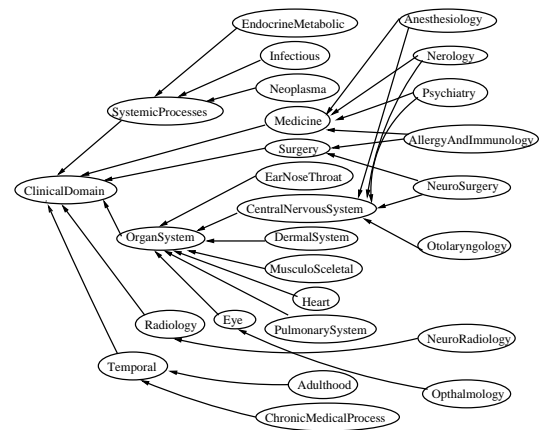 EndocrineMetabolic
Anesthesiology
Infectious
Nerology
Neoplasma
Psychiatry
SystemicProcesses
Medicine
AllergyAndImmunology
Surgery
EarNoseThroat
ClinicalDomain
NeuroSurgery
CentralNervousSystem
OrganSystem
DermalSystem
Otolaryngology
MusculoSceletal
Heart
Eye
Radiology
PulmonarySystem
NeuroRadiology
Temporal
Adulthood
Opthalmology
ChronicMedicalProcess